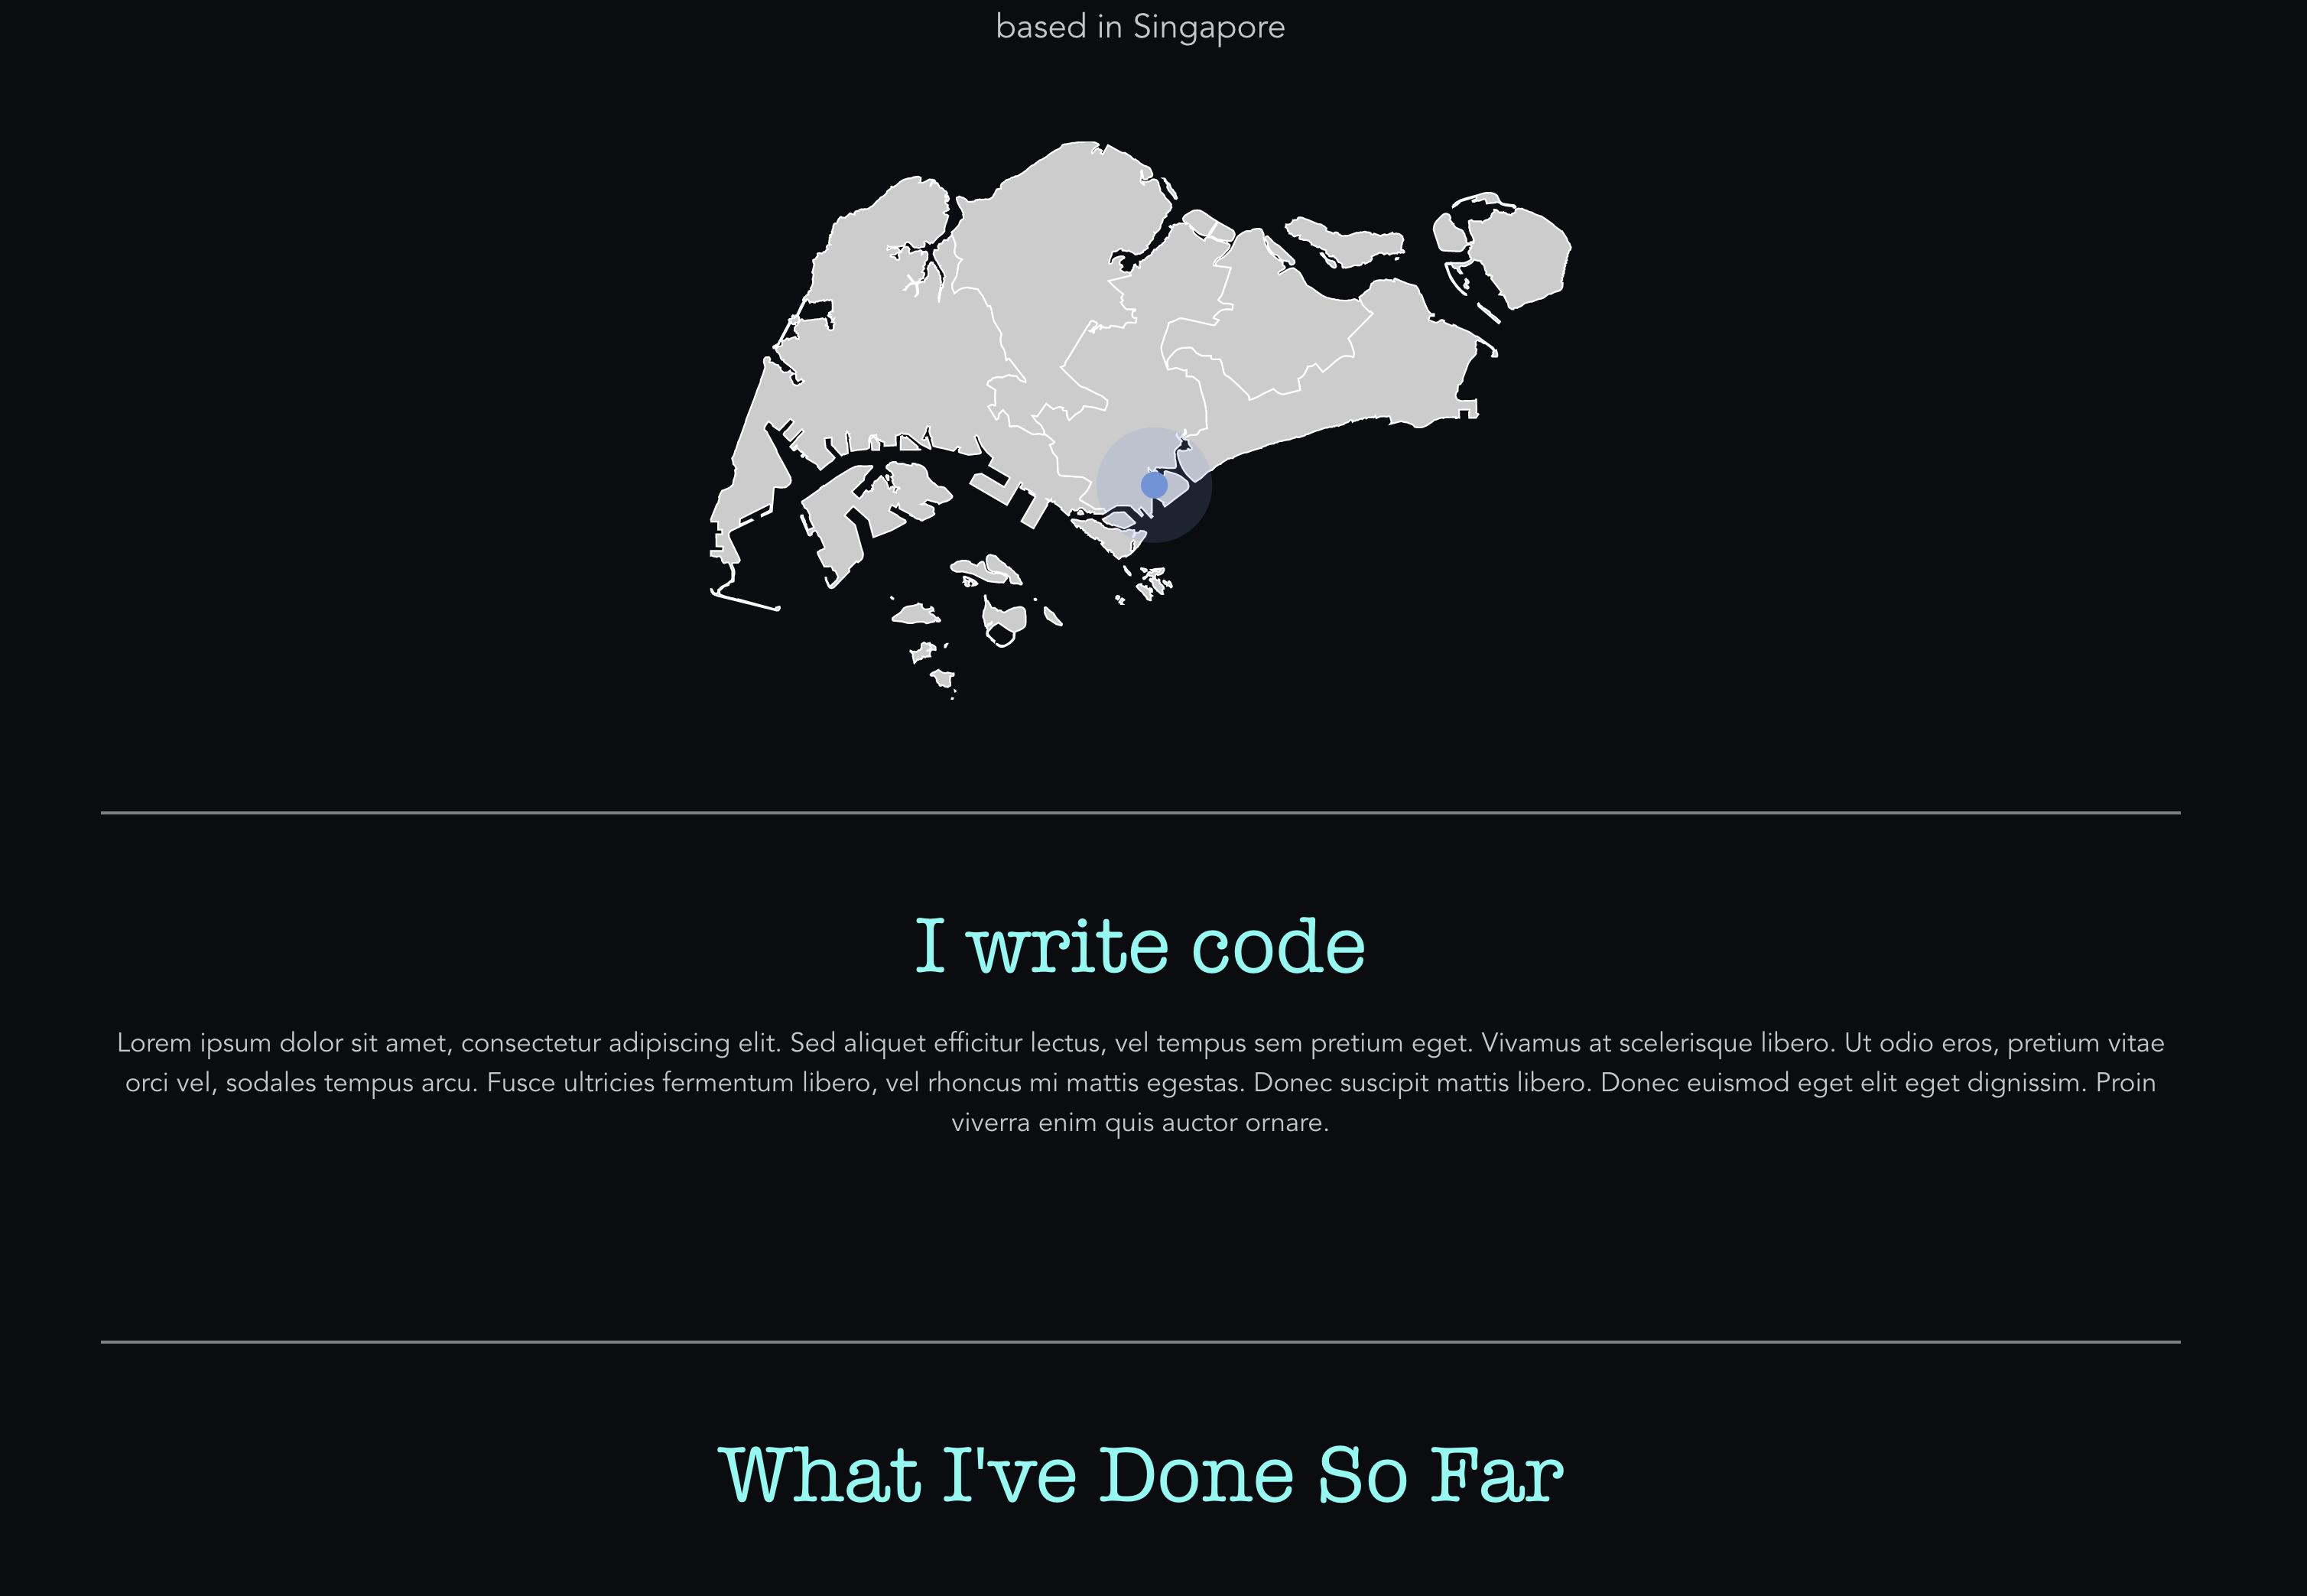 based in Singapore
I write code
Lorem ipsum dolor sit amet, consectetur adipiscing elit. Sed aliquet efficitur lectus, vel tempus sem pretium eget. Vivamus at scelerisque libero. Ut odio eros, pretium vitae
orci vel, sodales tempus arcu. Fusce ultricies fermentum libero, vel rhoncus mi mattis egestas. Donec suscipit mattis libero. Donec euismod eget elit eget dignissim. Proin
viverra enim quis auctor ornare.
What I've Done So Far